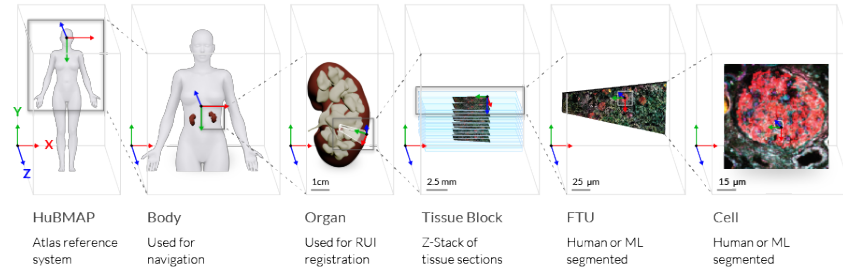 Y
X
Z
1cm
2.5 mm
25 µm
15 µm
HuBMAP
Atlas reference
system
Body
Used for
navigation
Organ
Used for RUI
registration
Tissue Block
Z-Stack of
tissue sections
FTU
Human or ML
segmented
Cell
Human or ML
segmented